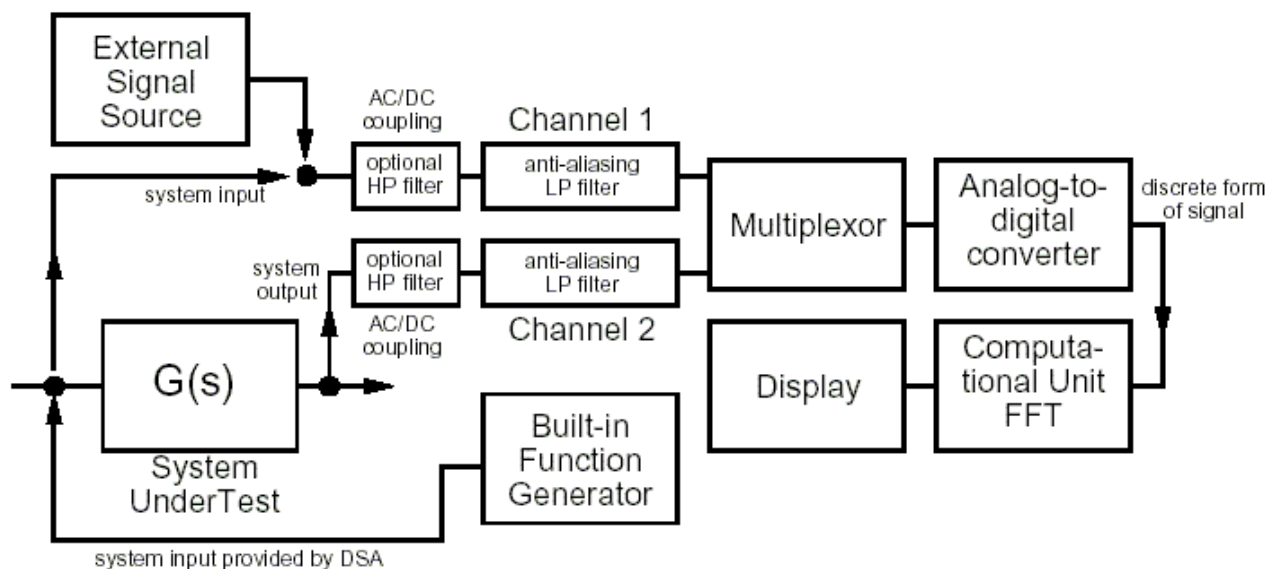 External
Signal
Source
AC/DC
coupling
Channel 1
optional
HP filter
anti-aliasing
LP filter
system input
Multiplexor
Analog-to-
digital
converter
discrete form
of signal
system
output
optional
HP filter
anti-aliasing
LP filter
AC/DC
coupling
Channel 2
G(s)
System
UnderTest
Display
Computa-
tional Unit
FFT
Built-in
Function
Generator
system input provided by DSA